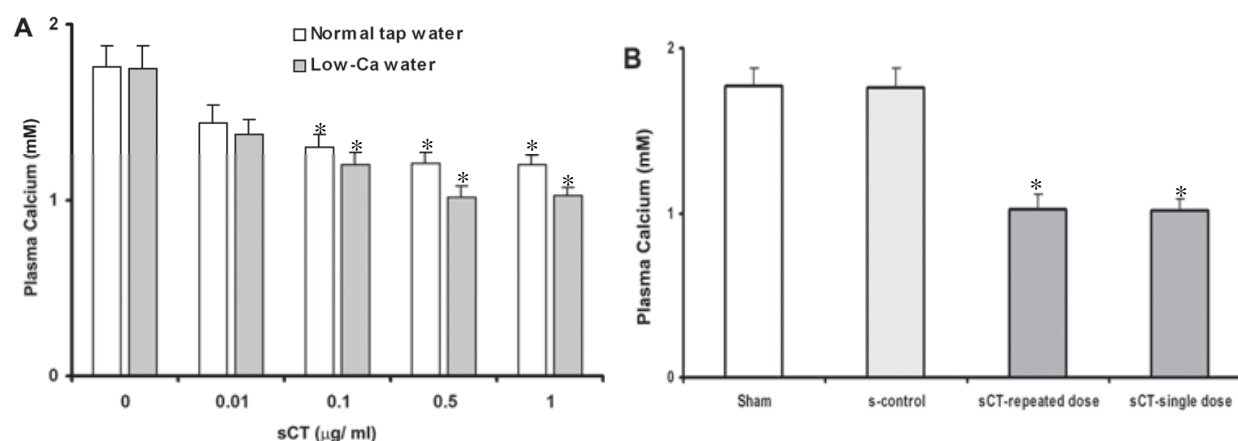 A
2
Normal tap water
Low-Ca water
Plasma Calcium (mM)
* * * * * *
1
0
0 0.01 0.1 0.5 1
sCT (μg/ ml)
B
2
Plasma Calcium (mM)
* *
1
0
Sham s-control sCT-repeated dose sCT-single dose